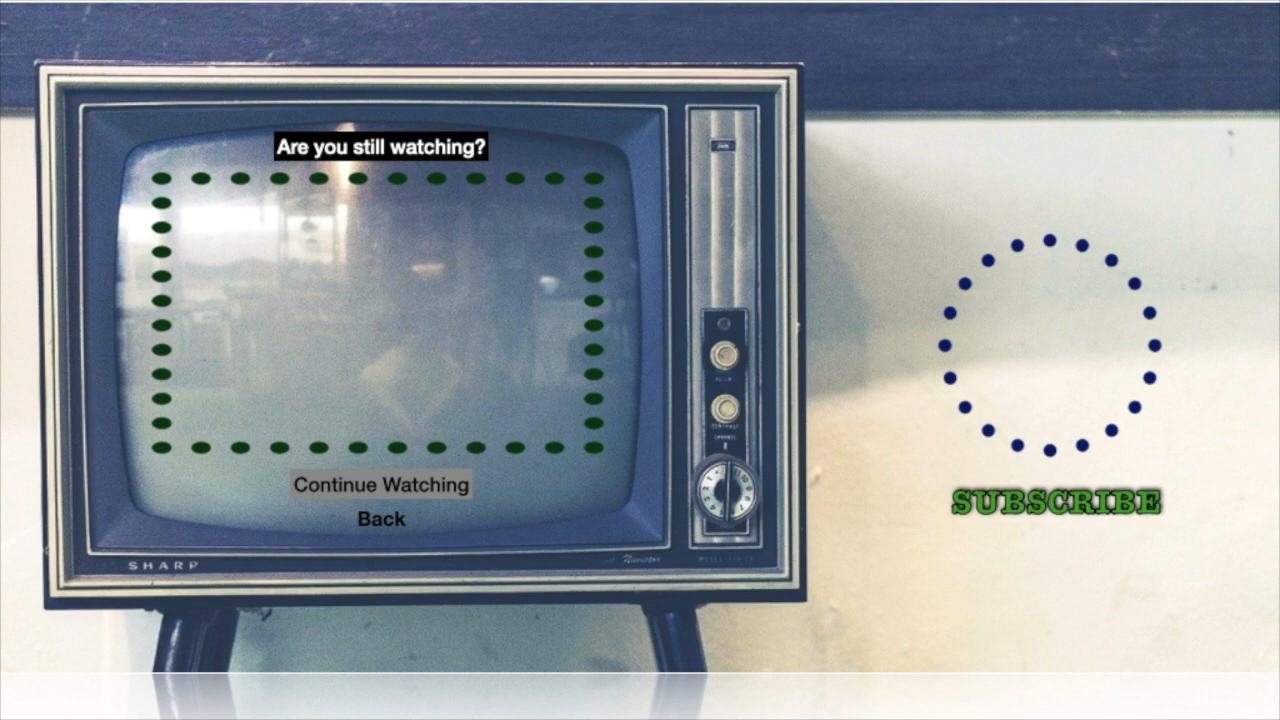 Are you still watching?
Continue Watching
Back
SHARP
SUBSCRIBE